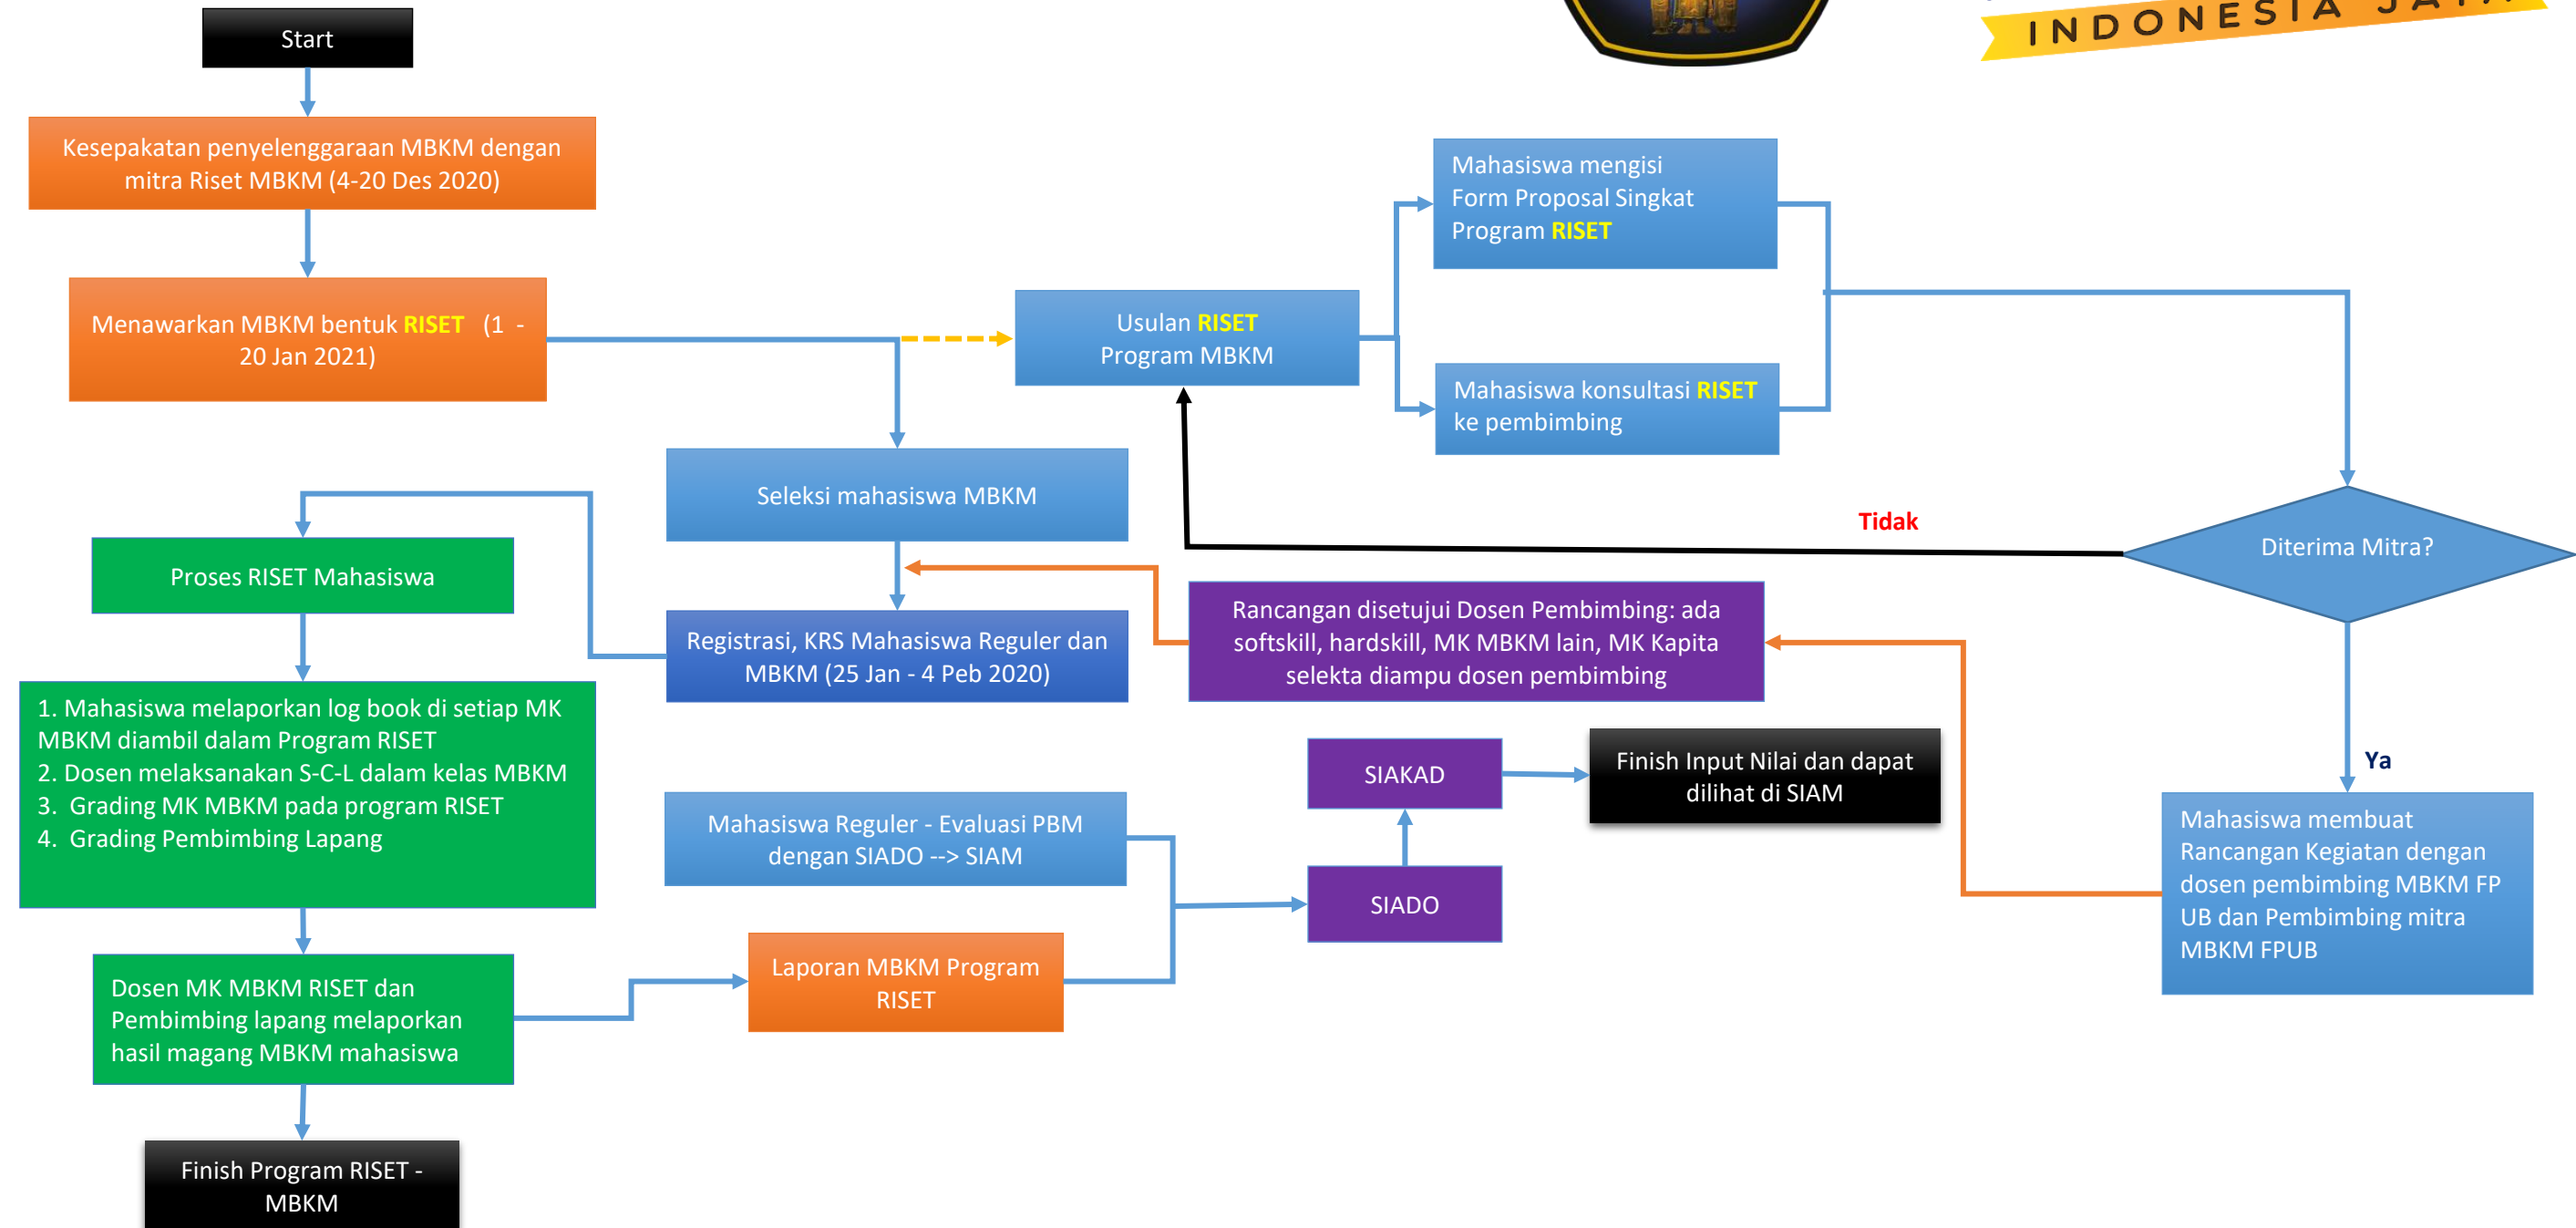 INDONESIA
Start
Kesepakatan penyelenggaraan MBKM dengan
mitra Riset MBKM (4-20 Des 2020)
Menawarkan MBKM bentuk RISET (1 -
20 Jan 2021)
Usulan RISET
Program MBKM
Mahasiswa mengisi
Form Proposal Singkat
Program RISET
Mahasiswa konsultasi RISET
ke pembimbing
Seleksi mahasiswa MBKM
Tidak
Diterima Mitra?
Proses RISET Mahasiswa
Registrasi, KRS Mahasiswa Reguler dan
MBKM (25 Jan - 4 Peb 2020)
Rancangan disetujui Dosen Pembimbing: ada
softskill, hardskill, MK MBKM lain, MK Kapita
selekta diampu dosen pembimbing
Ya
1. Mahasiswa melaporkan log book di setiap MK
MBKM diambil dalam Program RISET
2. Dosen melaksanakan S-C-L dalam kelas MBKM
3. Grading MK MBKM pada program RISET
4. Grading Pembimbing Lapang
Mahasiswa Reguler - Evaluasi PBM
dengan SIADO --> SIAM
SIAKAD
Finish Input Nilai dan dapat
dilihat di SIAM
SIADO
Mahasiswa membuat
Rancangan Kegiatan dengan
dosen pembimbing MBKM FP
UB dan Pembimbing mitra
MBKM FPUB
Laporan MBKM Program
RISET
Dosen MK MBKM RISET dan
Pembimbing lapang melaporkan
hasil magang MBKM mahasiswa
Finish Program RISET -
MBKM